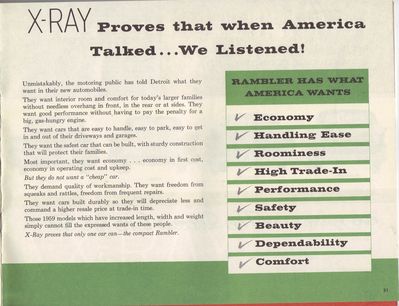 X-RAY Proves that when America
Talked...We Listened!
Unmistakably, the motoring public has told Detroit what they
want in their new automobiles.
They want interior room and comfort for today's larger families
without needless overhang in front, in the rear or at sides. They
want good performance without having to pay the penalty for a
big, gas-hungry engine.
They want cars that are easy to handle, easy to park, easy to get
in and out of their driveways and garages.
They want the safest car that can be built, with sturdy construction
that will protect their families.
Most important, they want economy . . . economy in first cost,
economy in operating cost and upkeep.
But they do not want a "cheap" car.
They demand quality of workmanship. They want freedom from
squeaks and rattles, freedom from frequent repairs.
They want cars built durably so they will depreciate less and
command a higher resale price at trade-in time.
Those 1959 models which have increased length, width and weight
simply cannot fill the expressed wants of these people.
X-Ray proves that only one car can—the compact Rambler.
RAMBLER HAS WHAT
AMERICA WANTS
✓ Economy
✓ Handling Ease
✓ Roominess
✓ High Trade-In
✓ Performance
✓ Safety
✓ Beauty
✓ Dependability
✓ Comfort
31